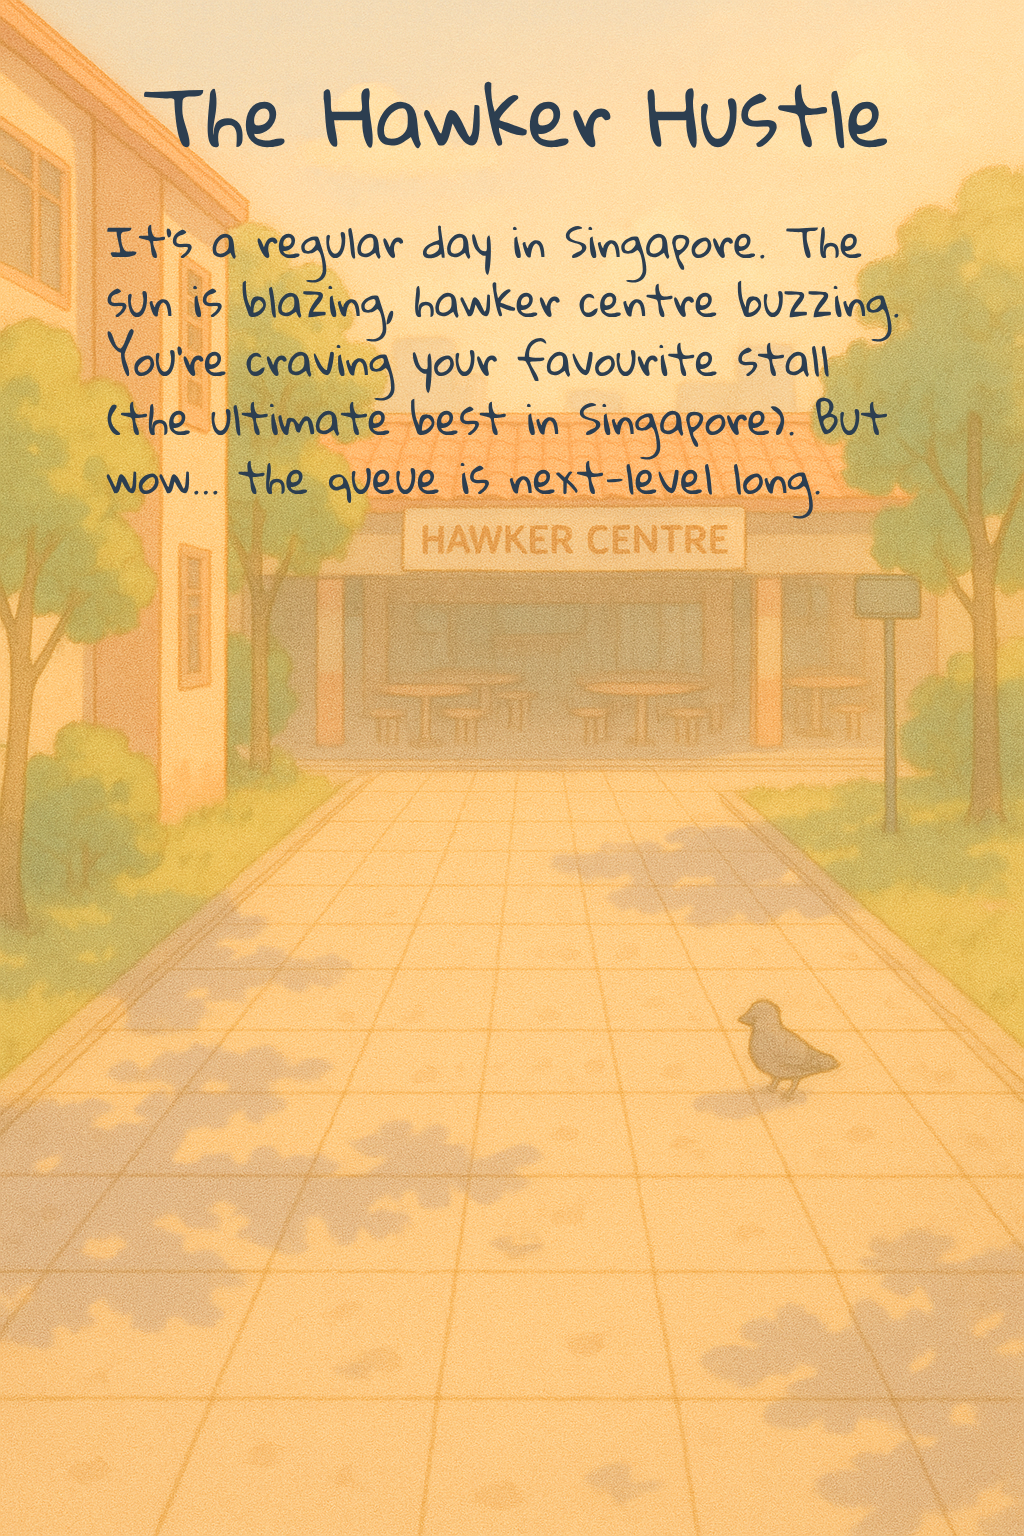 The Hawker Hustle
It's a regular day in Singapore. The
sun is blazing, hawker centre buzzing.
You're craving your favourite stall
(the ultimate best in Singapore). But
wow... the queue is next-level long.
HAWKER CENTRE